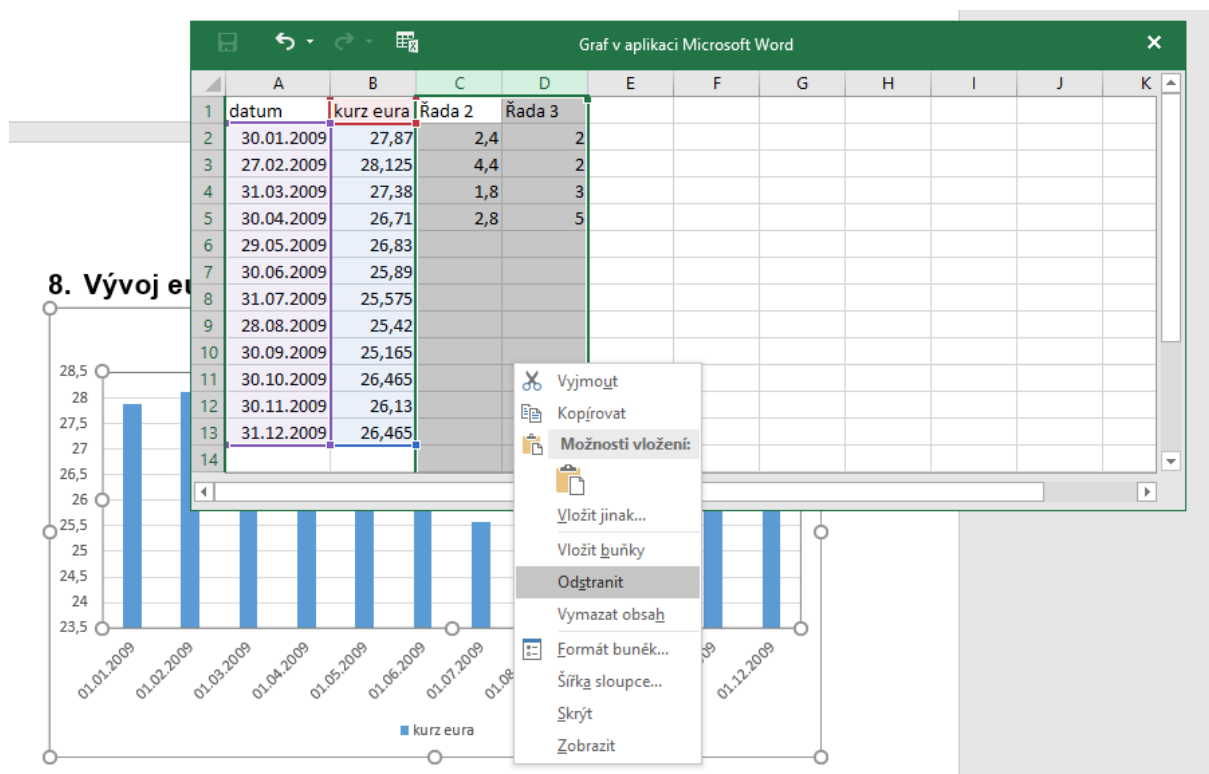 Graf v aplikaci Microsoft Word
A B C D E F G H I J K
1 datum kurz eura Řada 2 Řada 3
2 30.01.2009 27,87 2,4 2
3 27.02.2009 28,125 4,4 2
4 31.03.2009 27,38 1,8 3
5 30.04.2009 26,71 2,8 5
6 29.05.2009 26,83
7 30.06.2009 25,89
8 31.07.2009 25,575
9 28.08.2009 25,42
10 30.09.2009 25,165
11 30.10.2009 26,465
12 30.11.2009 26,13
13 31.12.2009 26,465
14
Vyjmout
Kopírovat
Možnosti vložení:
Vložit jinak...
Vložit buňky
Odstranit
Vymazat obsah
Formát buněk...
Šířka sloupce...
Skrýt
Zobrazit
8. Vývoj
28,5
28
27,5
27
26,5
26
25,5
25
24,5
24
23,5
01.01.2009 01.02.2009 01.03.2009 01.04.2009 01.05.2009 01.06.2009 01.07.2009 01.12.2009
kurz eura